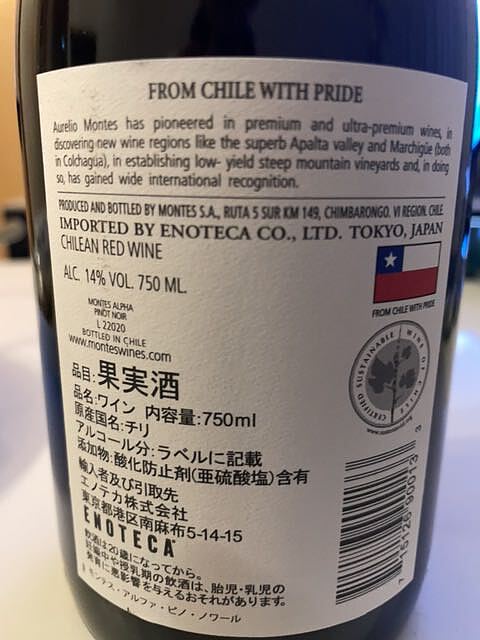 FROM CHILE WITH PRIDE
Aurelio Montes has pioneered in premium and ultra-premium wines, in
discovering new wine regions like the superb Apalta valley and Marchigüe (both
in Colchagua), in establishing low- yield steep mountain vineyards and, in doing
so, has gained wide international recognition.
PRODUCED AND BOTTLED BY MONTES S.A., RUTA 5 SUR KM 149, CHIMBARONGO. VI REGION. CHILE
IMPORTED BY ENOTECA CO., LTD. TOKYO, JAPAN
CHILEAN RED WINE
ALC. 14% VOL. 750 ML.
FROM CHILE WITH PRIDE
MONTES ALPHA
PINOT NOIR
L 22020
BOTTLED IN CHILE
www.monteswines.com
CERTIFIED SUSTAINABLE WINE OF CHILE
品目:果実酒
品名:ワイン 内容量:750ml
原産国名:チリ
アルコール分:ラベルに記載
添加物:酸化防止剤(亜硫酸塩)含有
輸入者及び引取先
エノテカ株式会社
東京都港区南麻布5-14-15
ENOTECA
飲酒は20歳になってから。
妊娠中や授乳期の飲酒は、胎児・乳児の
発育に悪影響を与えるおそれがあります。
モンテス・アルファ・ピノ・ノワール
7 15126 90013 3